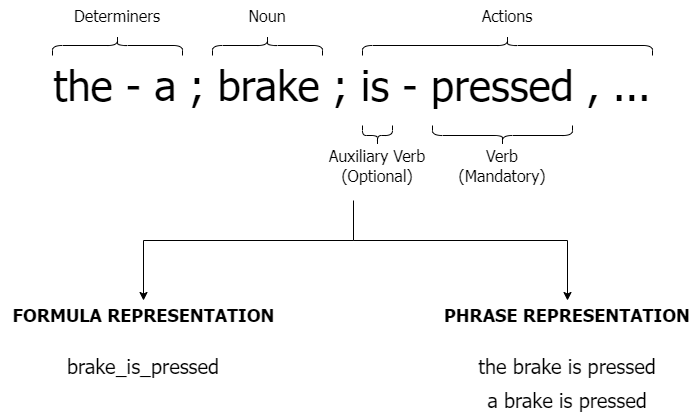 Determiners Noun Actions
the - a ; brake ; is - pressed , ...
Auxiliary Verb
(Optional)
Verb
(Mandatory)
FORMULA REPRESENTATION
brake_is_pressed
PHRASE REPRESENTATION
the brake is pressed
a brake is pressed